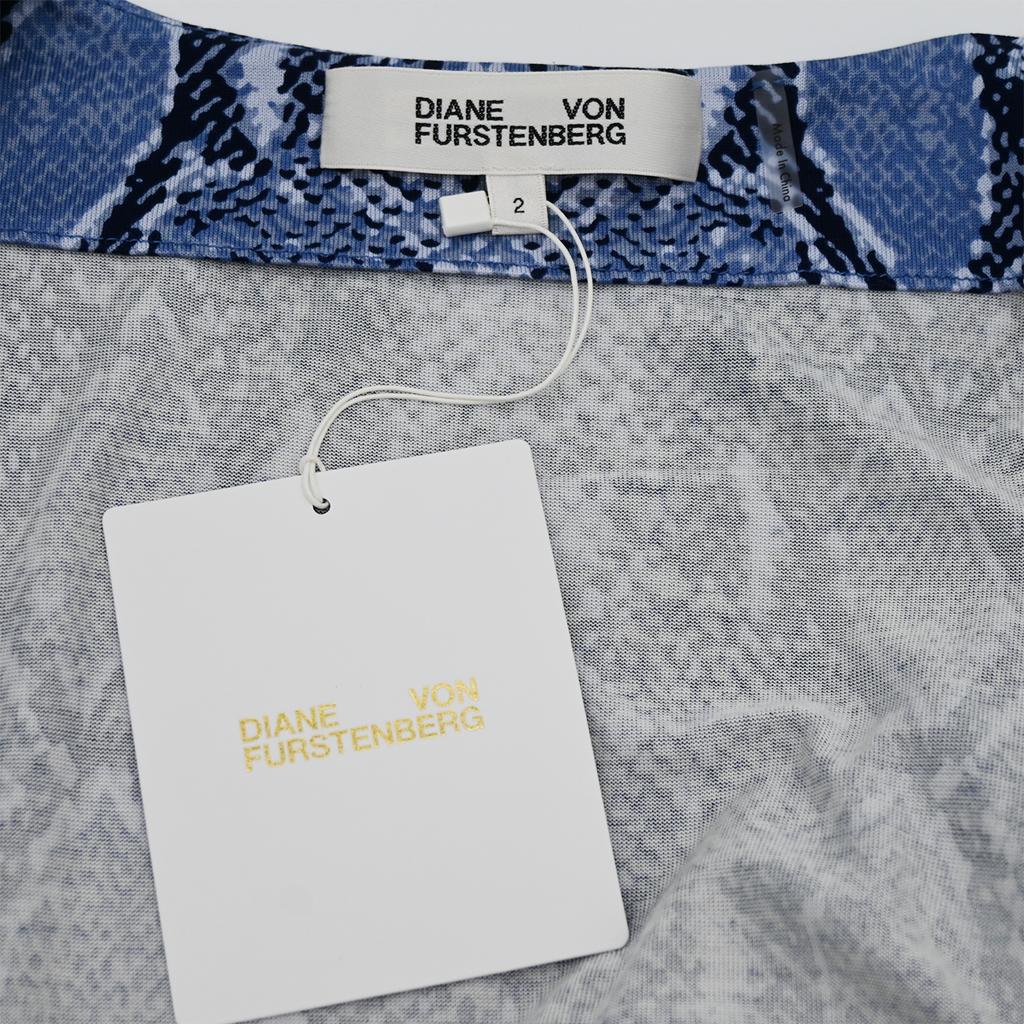 DIANE VON
FURSTENBERG
2
Made In China
DIANE VON
FURSTENBERG